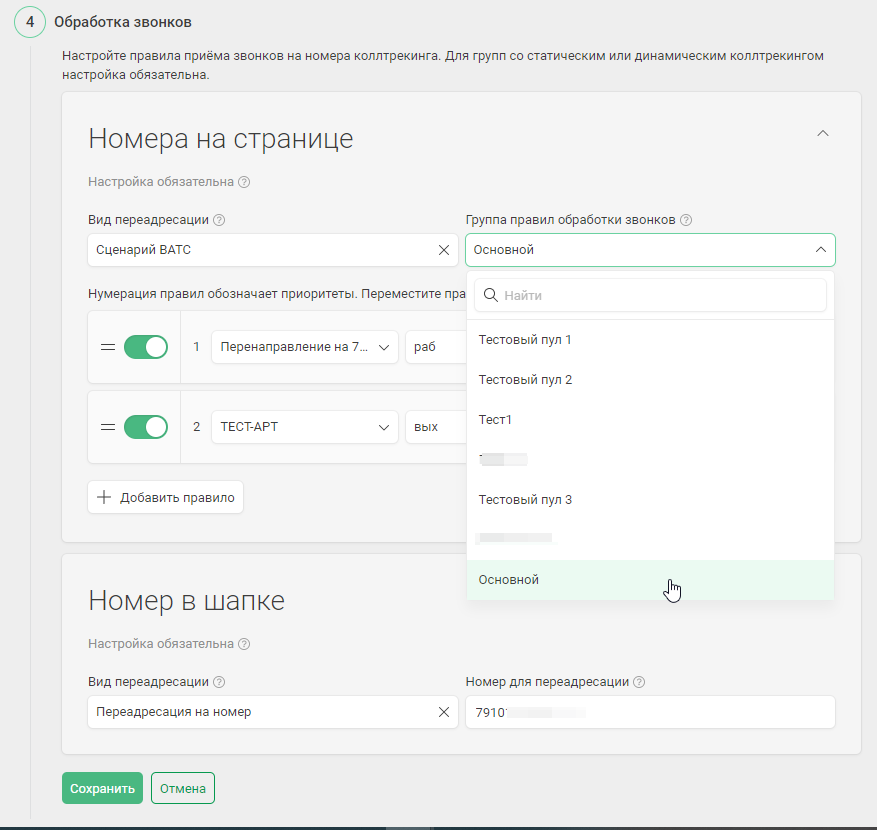 4 Обработка звонков
Настройте правила приёма звонков на номера коллтрекинга. Для групп со статическим или динамическим коллтрекингом
настройка обязательна.
Номера на странице
Настройка обязательна ?
Вид переадресации ?
Группа правил обработки звонков ?
Сценарий ВАТС
Основной
Нумерация правил обозначает приоритеты. Переместите пра
Найти
1 Перенаправление на 7... раб
2 ТЕСТ-АРТ вых
Добавить правило
Тестовый пул 1
Тестовый пул 2
Тест1
Тестовый пул 3
Основной
Номер в шапке
Настройка обязательна ?
Вид переадресации ?
Номер для переадресации ?
Переадресация на номер
7910
Сохранить
Отмена